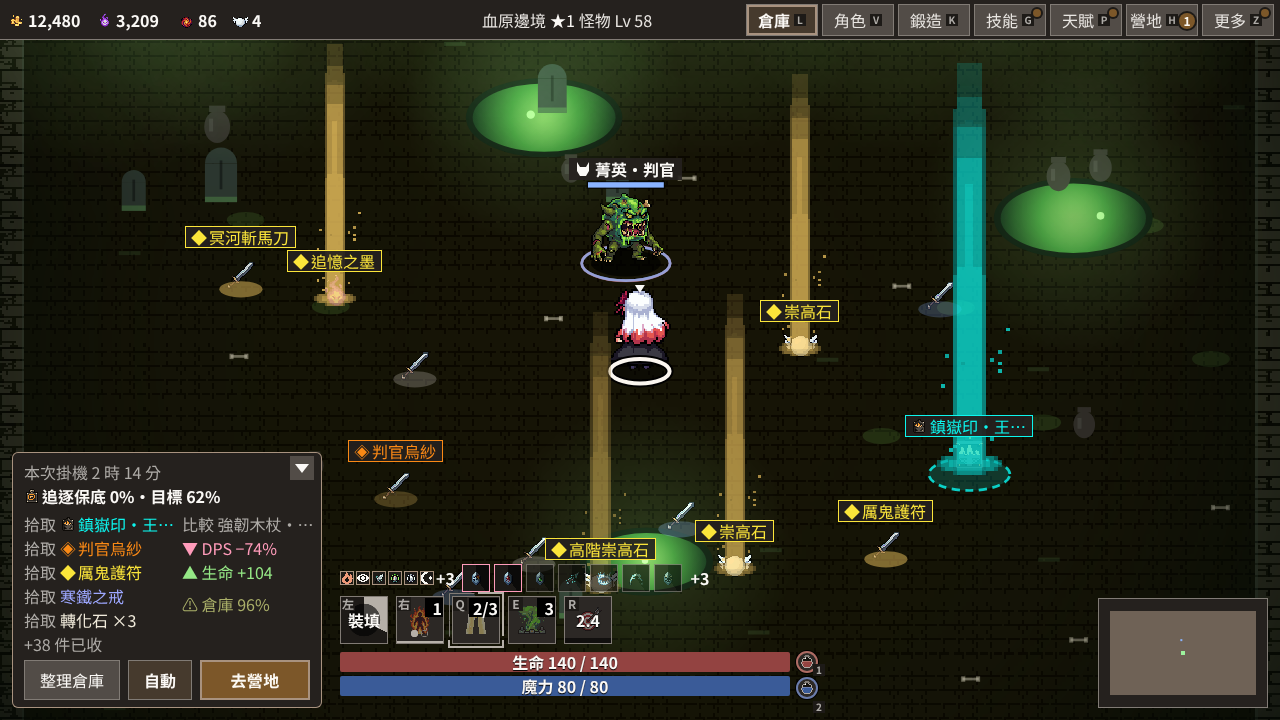 12,480 3,209 86 4
血原邊境 ★1 怪物 Lv 58
倉庫 L 角色 V 鍛造 K 技能 G 天賦 P 營地 H 1 更多 Z
菁英·判官
冥河斬馬刀
追憶之墨
崇高石
鎮嶽印·王…
判官烏紗
厲鬼護符
崇高石
高階崇高石
本次掛機 2 時 14 分
追逐保底 0%·目標 62%
拾取 鎮嶽印·王… 比較 強韌木杖·…
拾取 判官烏紗 ▼ DPS −74%
拾取 厲鬼護符 ▲ 生命 +104
拾取 寒鐵之戒 倉庫 96%
拾取 轉化石 ×3
+38 件已收
整理倉庫 自動 去營地
+3 +3
左 裝填 右 1 Q 2/3 E 3 R 2.4
生命 140 / 140 1
魔力 80 / 80 2